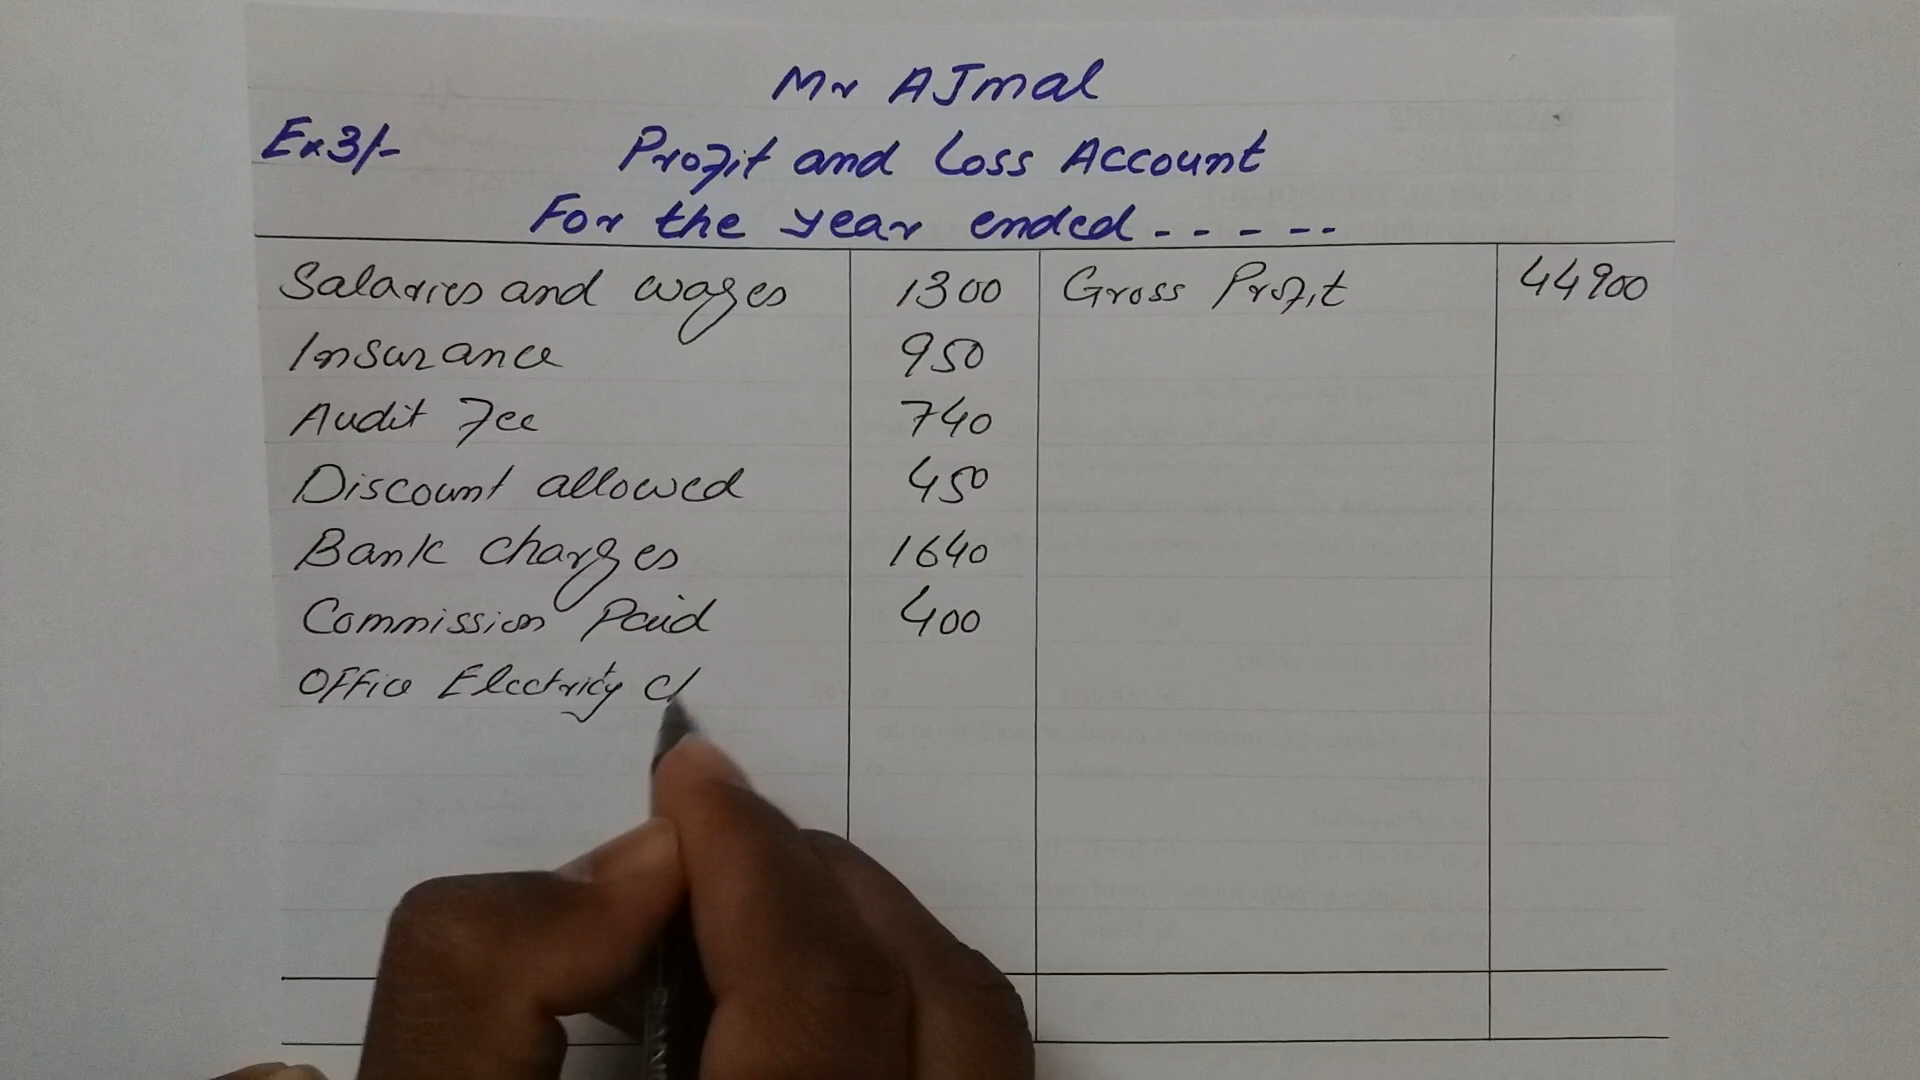 Mr AJmal
Ex3/-
Profit and Loss Account
For the year ended - - - - -
Salaries and wages 1300 Gross Profit 44900
Insurance 950
Audit Fee 740
Discount allowed 450
Bank charges 1640
Commission Paid 400
Office Electricity